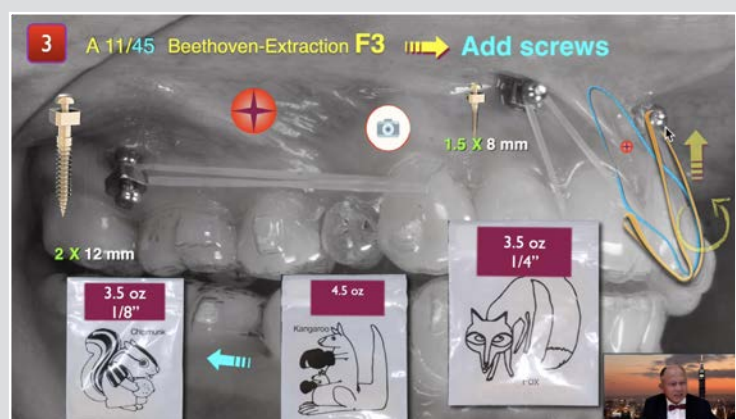 3
A 11/45 Beethoven-Extraction F3 Add screws
1.5 X 8 mm
2 X 12 mm
3.5 oz
1/8"
Chipmunk
4.5 oz
Kangaroo
3.5 oz
1/4"
FOX